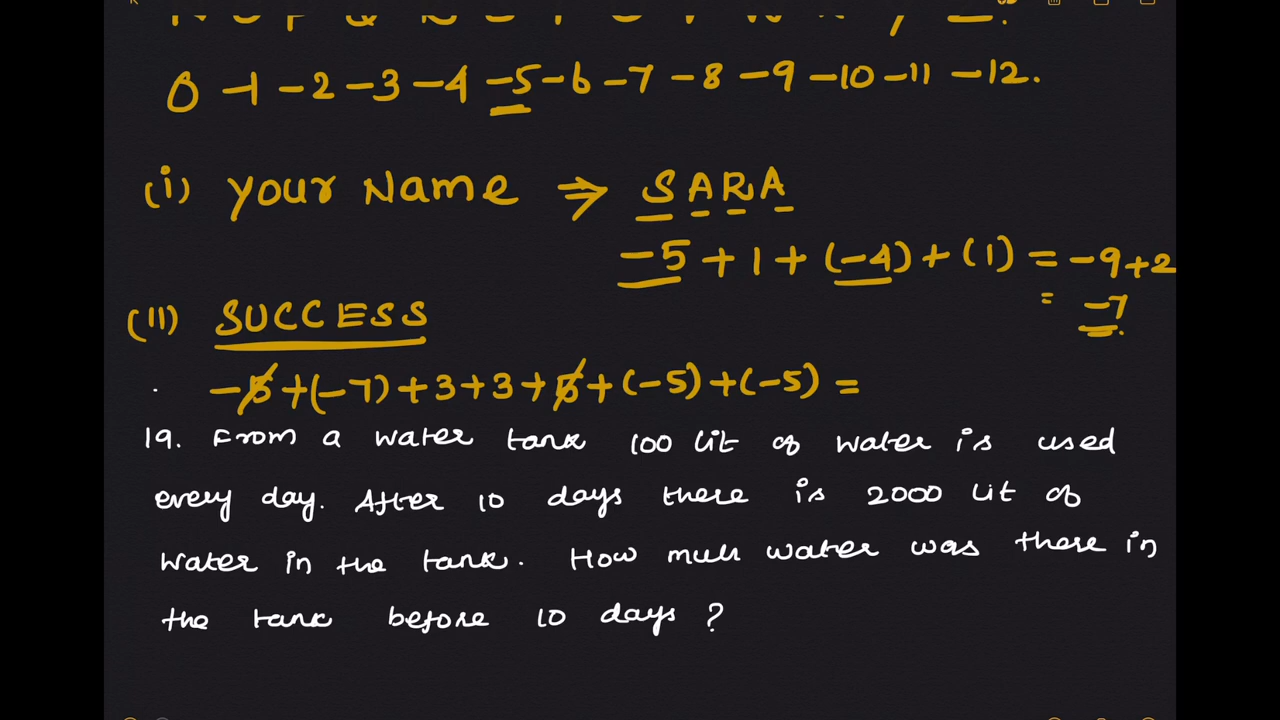 0 -1 -2 -3 -4 -5 -6 -7 -8 -9 -10 -11 -12.
(i) Your Name ⇒ SARA
-5 + 1 + (-4) + (1) = -9+2
= -7.
(11) SUCCESS
-5 + (-7) + 3 + 3 + 5 + (-5) + (-5) =
19. From a water tank 100 lit of water is used
every day. After 10 days there is 2000 lit of
water in the tank. How much water was there in
the tank before 10 days ?